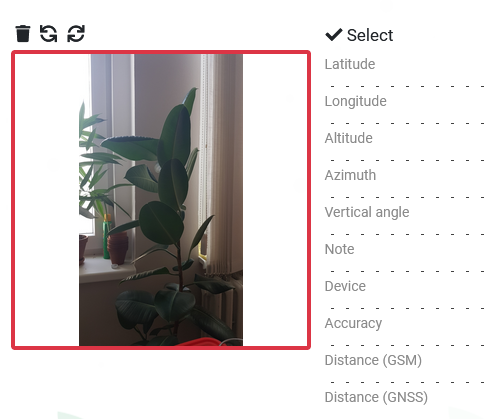 Select
Latitude
Longitude
Altitude
Azimuth
Vertical angle
Note
Device
Accuracy
Distance (GSM)
Distance (GNSS)